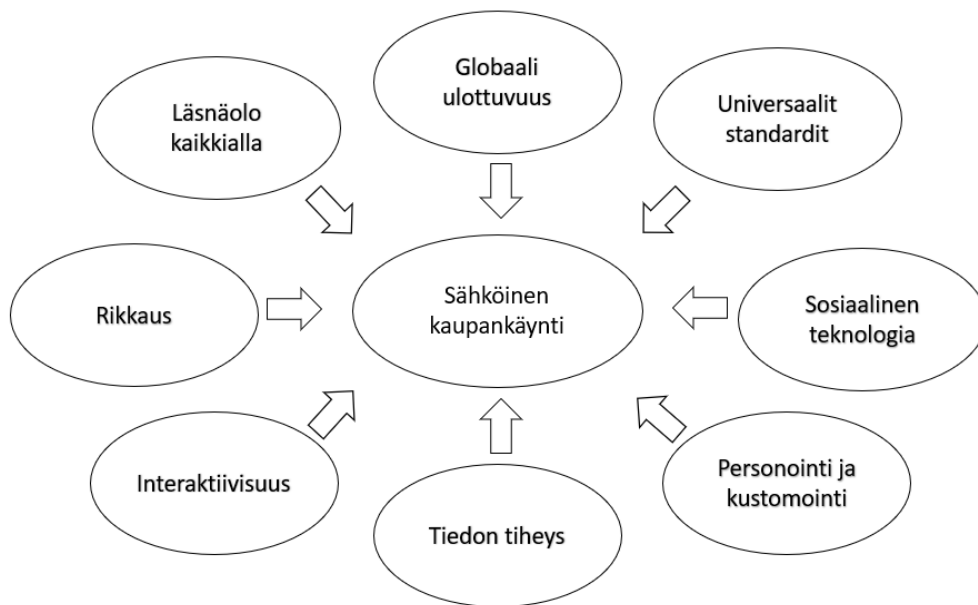 Globaali
ulottuvuus
Läsnäolo
kaikkialla
Universaalit
standardit
Rikkaus
Sähköinen
kaupankäynti
Sosiaalinen
teknologia
Interaktiivisuus
Personointi ja
kustomointi
Tiedon tiheys